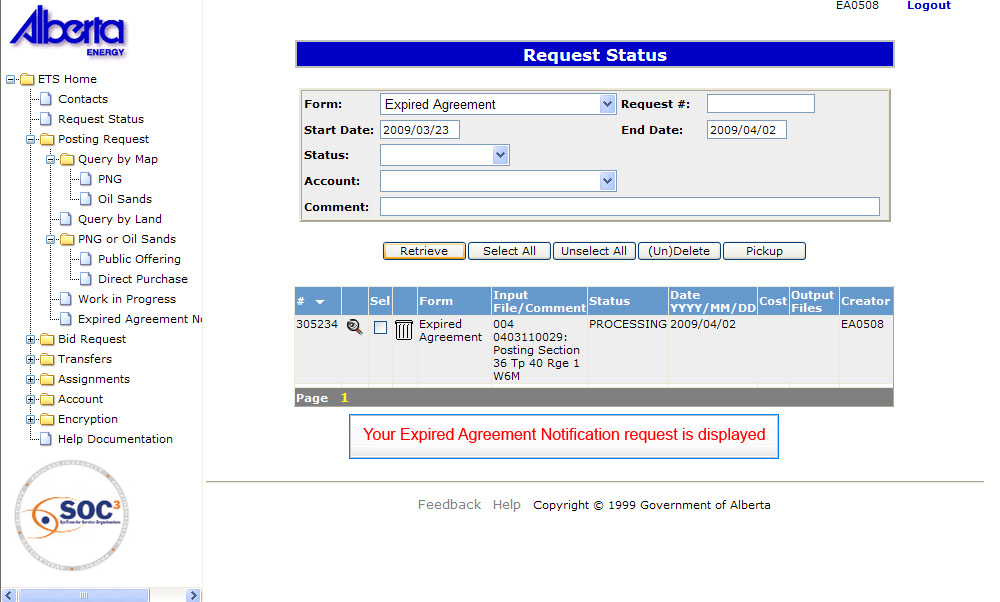 EA0508 Logout
Alberta
ENERGY
ETS Home
Contacts
Request Status
Posting Request
Query by Map
PNG
Oil Sands
Query by Land
PNG or Oil Sands
Public Offering
Direct Purchase
Work in Progress
Expired Agreement No
Bid Request
Transfers
Assignments
Account
Encryption
Help Documentation
SOC3
Request Status
Form: Expired Agreement Request #:
Start Date: 2009/03/23 End Date: 2009/04/02
Status:
Account:
Comment:
Retrieve Select All Unselect All (Un)Delete Pickup
# Sel Form Input File/Comment Status Date YYYY/MM/DD Cost Output Files Creator
305234 Expired Agreement 004 0403110029: Posting Section 36 Tp 40 Rge 1 W6M PROCESSING 2009/04/02 EA0508
Page 1
Your Expired Agreement Notification request is displayed
Feedback Help Copyright © 1999 Government of Alberta